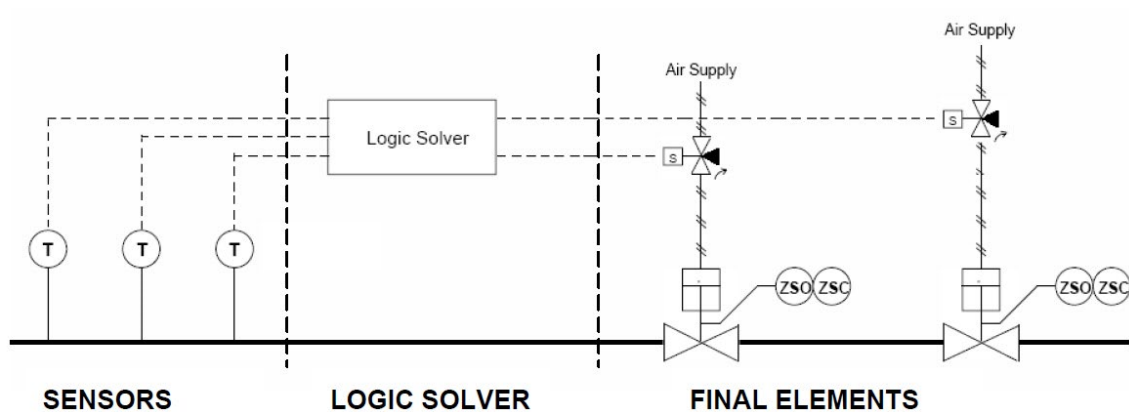 Air Supply
Air Supply
Logic Solver
S
S
T
T
T
ZSO ZSC
ZSO ZSC
SENSORS
LOGIC SOLVER
FINAL ELEMENTS